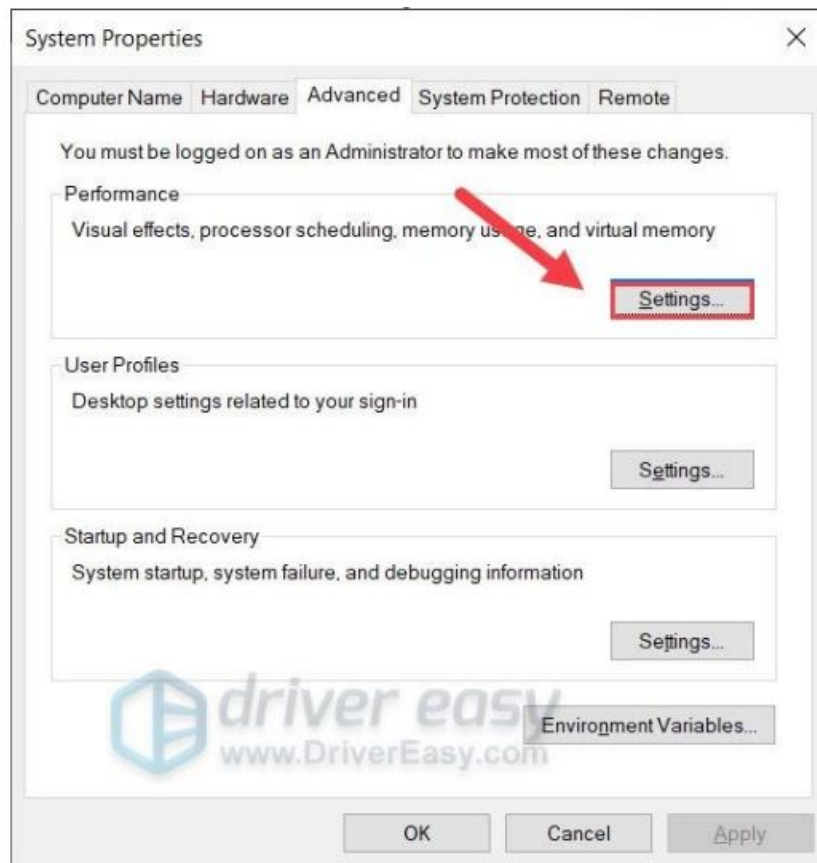 System Properties
Computer Name Hardware Advanced System Protection Remote
You must be logged on as an Administrator to make most of these changes.
Performance
Visual effects, processor scheduling, memory usage, and virtual memory
Settings...
User Profiles
Desktop settings related to your sign-in
Settings...
Startup and Recovery
System startup, system failure, and debugging information
Settings...
driver easy
www.DriverEasy.com
Environment Variables...
OK Cancel Apply